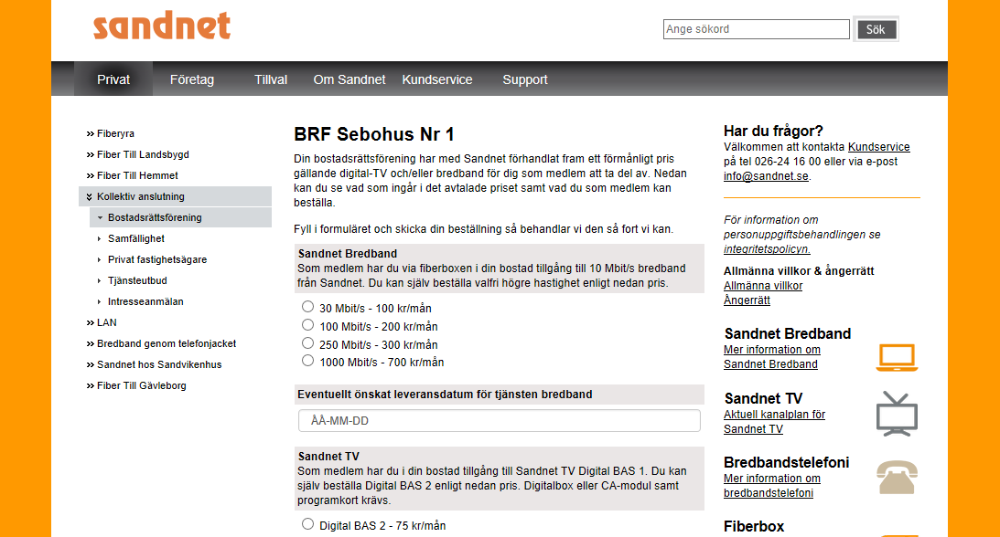 sandnet
Ange sökord
Sök
Privat
Företag
Tillval
Om Sandnet
Kundservice
Support
Fiberyra
Fiber Till Landsbygd
Fiber Till Hemmet
Kollektiv anslutning
Bostadsrättsförening
Samfällighet
Privat fastighetsägare
Tjänsteutbud
Intresseanmälan
LAN
Bredband genom telefonjacket
Sandnet hos Sandvikenhus
Fiber Till Gävleborg
BRF Sebohus Nr 1
Din bostadsrättsförening har med Sandnet förhandlat fram ett förmånligt pris
gällande digital-TV och/eller bredband för dig som medlem att ta del av. Nedan
kan du se vad som ingår i det avtalade priset samt vad du som medlem kan
beställa.
Fyll i formuläret och skicka din beställning så behandlar vi den så fort vi kan.
Sandnet Bredband
Som medlem har du via fiberboxen i din bostad tillgång till 10 Mbit/s bredband
från Sandnet. Du kan själv beställa valfri högre hastighet enligt nedan pris.
30 Mbit/s - 100 kr/mån
100 Mbit/s - 200 kr/mån
250 Mbit/s - 300 kr/mån
1000 Mbit/s - 700 kr/mån
Eventuellt önskat leveransdatum för tjänsten bredband
ÅÅ-MM-DD
Sandnet TV
Som medlem har du i din bostad tillgång till Sandnet TV Digital BAS 1. Du kan
själv beställa Digital BAS 2 enligt nedan pris. Digitalbox eller CA-modul samt
programkort krävs.
Digital BAS 2 - 75 kr/mån
Har du frågor?
Välkommen att kontakta Kundservice
på tel 026-24 16 00 eller via e-post
info@sandnet.se.
För information om
personuppgiftsbehandlingen se
integritetspolicyn.
Allmänna villkor & ångerrätt
Allmänna villkor
Ångerrätt
Sandnet Bredband
Mer information om
Sandnet Bredband
Sandnet TV
Aktuell kanalplan för
Sandnet TV
Bredbandstelefoni
Mer information om
bredbandstelefoni
Fiberbox